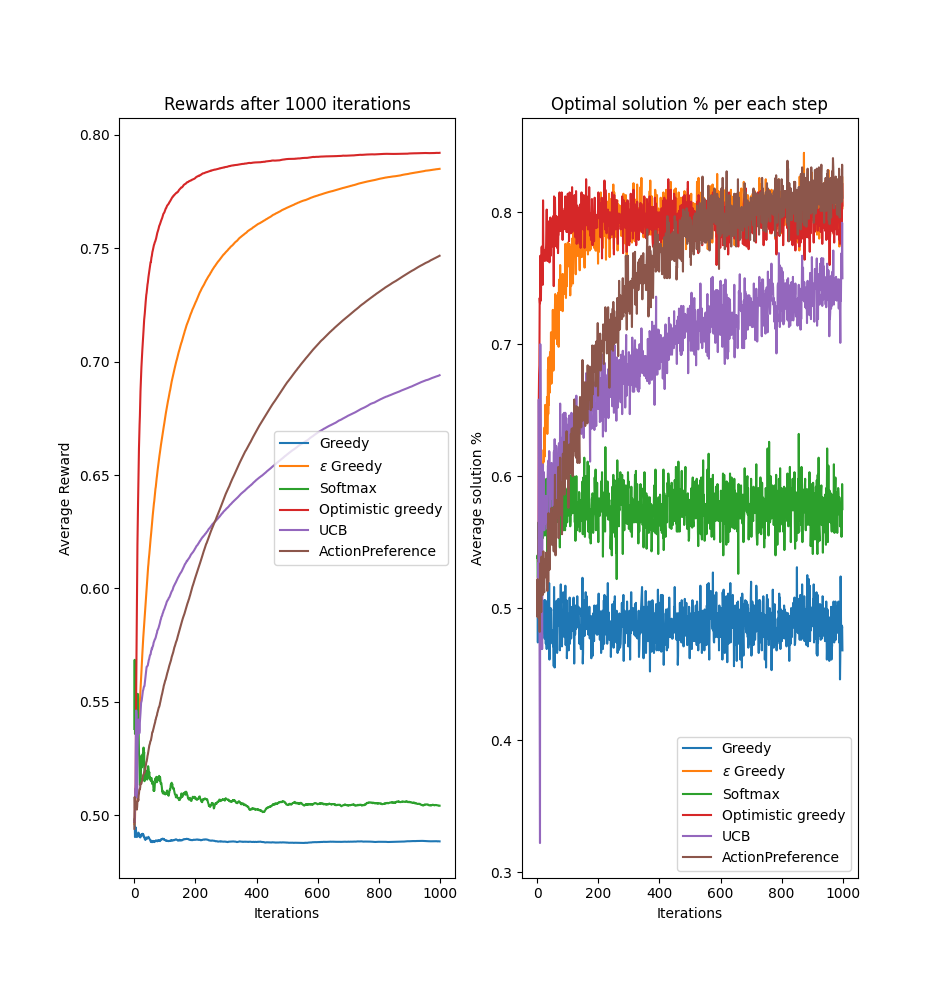 Rewards after 1000 iterations
Average Reward
0.80
0.75
0.70
0.65
0.60
0.55
0.50
0
200
400
600
800
1000
Iterations
Greedy
ε Greedy
Softmax
Optimistic greedy
UCB
ActionPreference
Optimal solution % per each step
Average solution %
0.8
0.7
0.6
0.5
0.4
0.3
0
200
400
600
800
1000
Iterations
Greedy
ε Greedy
Softmax
Optimistic greedy
UCB
ActionPreference